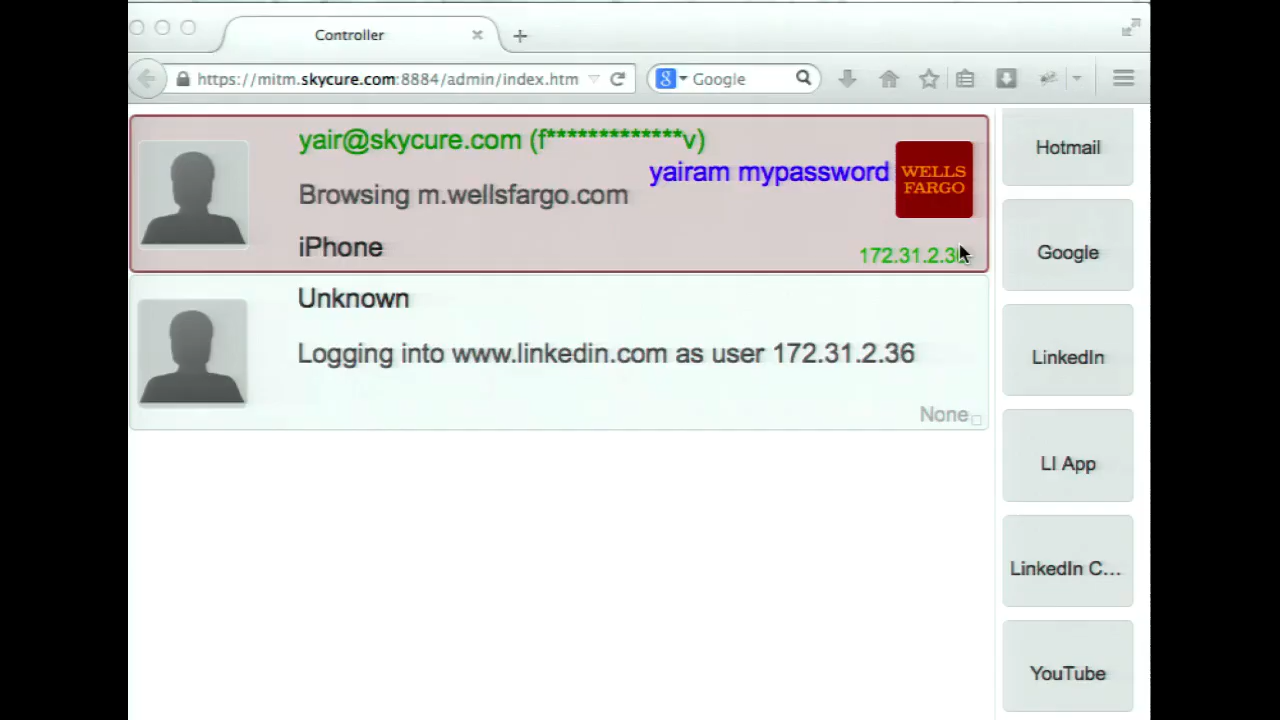 Controller
https://mitm.skycure.com:8884/admin/index.htm
Google
yair@skycure.com (f*************v)
yairam mypassword
WELLS
FARGO
Browsing m.wellsfargo.com
iPhone
Unknown
Logging into www.linkedin.com as user 172.31.2.36
None
Hotmail
Google
LinkedIn
LI App
LinkedIn C...
YouTube